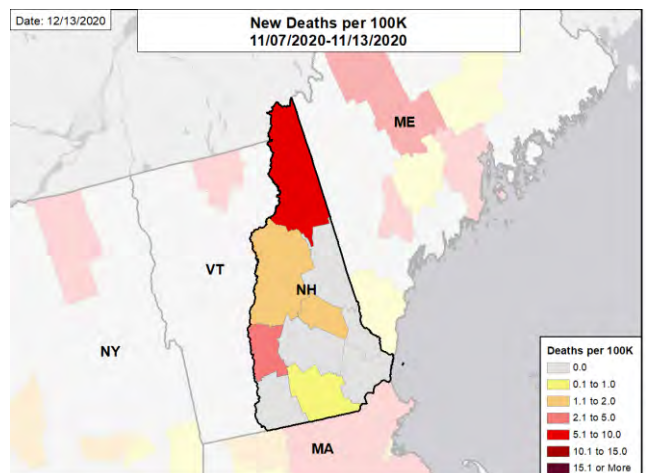 Date: 12/13/2020
New Deaths per 100K
11/07/2020-11/13/2020
ME
VT
NH
NY
MA
Deaths per 100K
0.0
0.1 to 1.0
1.1 to 2.0
2.1 to 5.0
5.1 to 10.0
10.1 to 15.0
15.1 or More